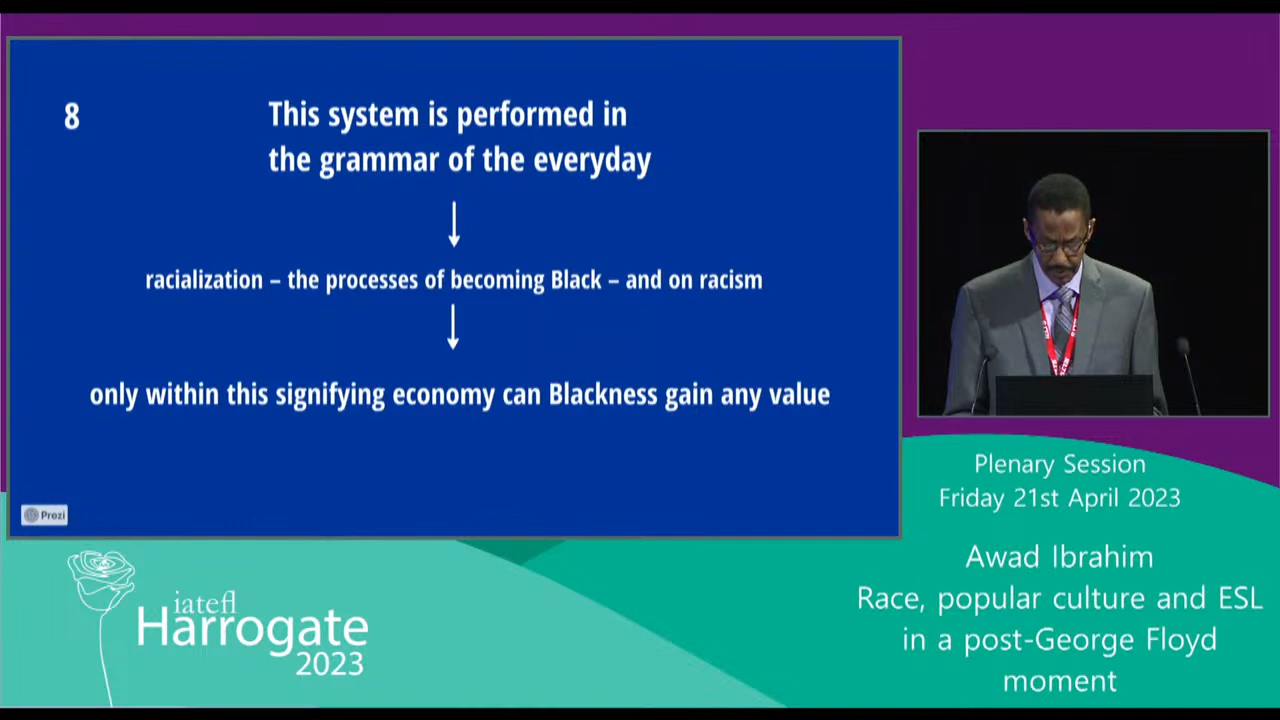 8
This system is performed in
the grammar of the everyday
racialization – the processes of becoming Black – and on racism
only within this signifying economy can Blackness gain any value
Prezi
Plenary Session
Friday 21st April 2023
Awad Ibrahim
Race, popular culture and ESL
in a post-George Floyd
moment
iatefl
Harrogate
2023